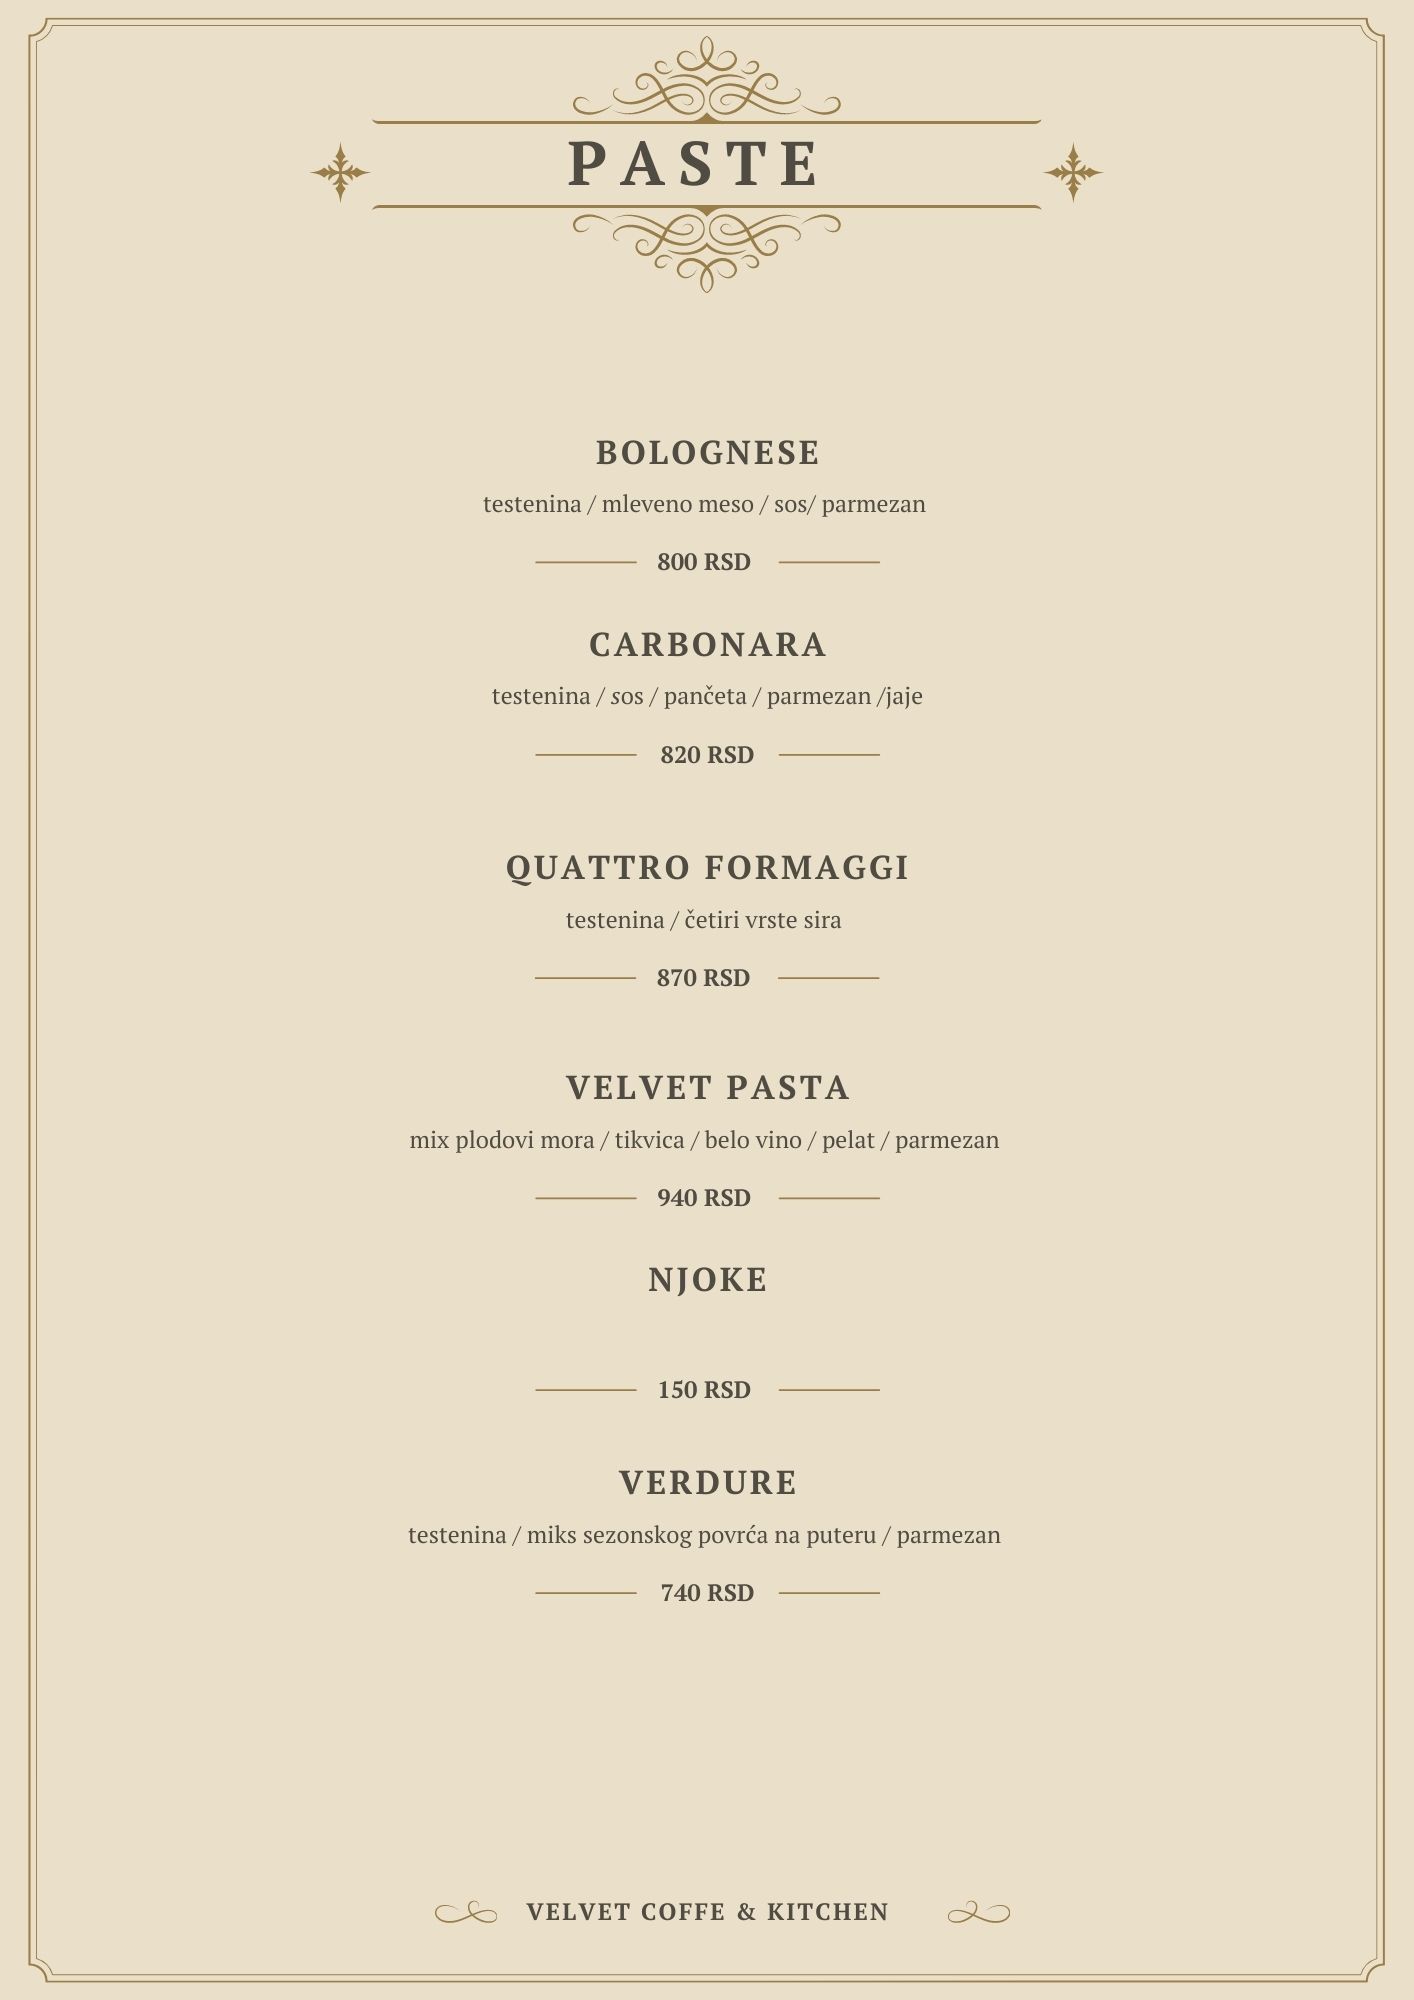 PASTE
BOLOGNESE
testenina / mleveno meso / sos/ parmezan
800 RSD
CARBONARA
testenina / sos / pančeta / parmezan /jaje
820 RSD
QUATTRO FORMAGGI
testenina / četiri vrste sira
870 RSD
VELVET PASTA
mix plodovi mora / tikvica / belo vino / pelat / parmezan
940 RSD
NJOKE
150 RSD
VERDURE
testenina / miks sezonskog povrća na puteru / parmezan
740 RSD
VELVET COFFE & KITCHEN